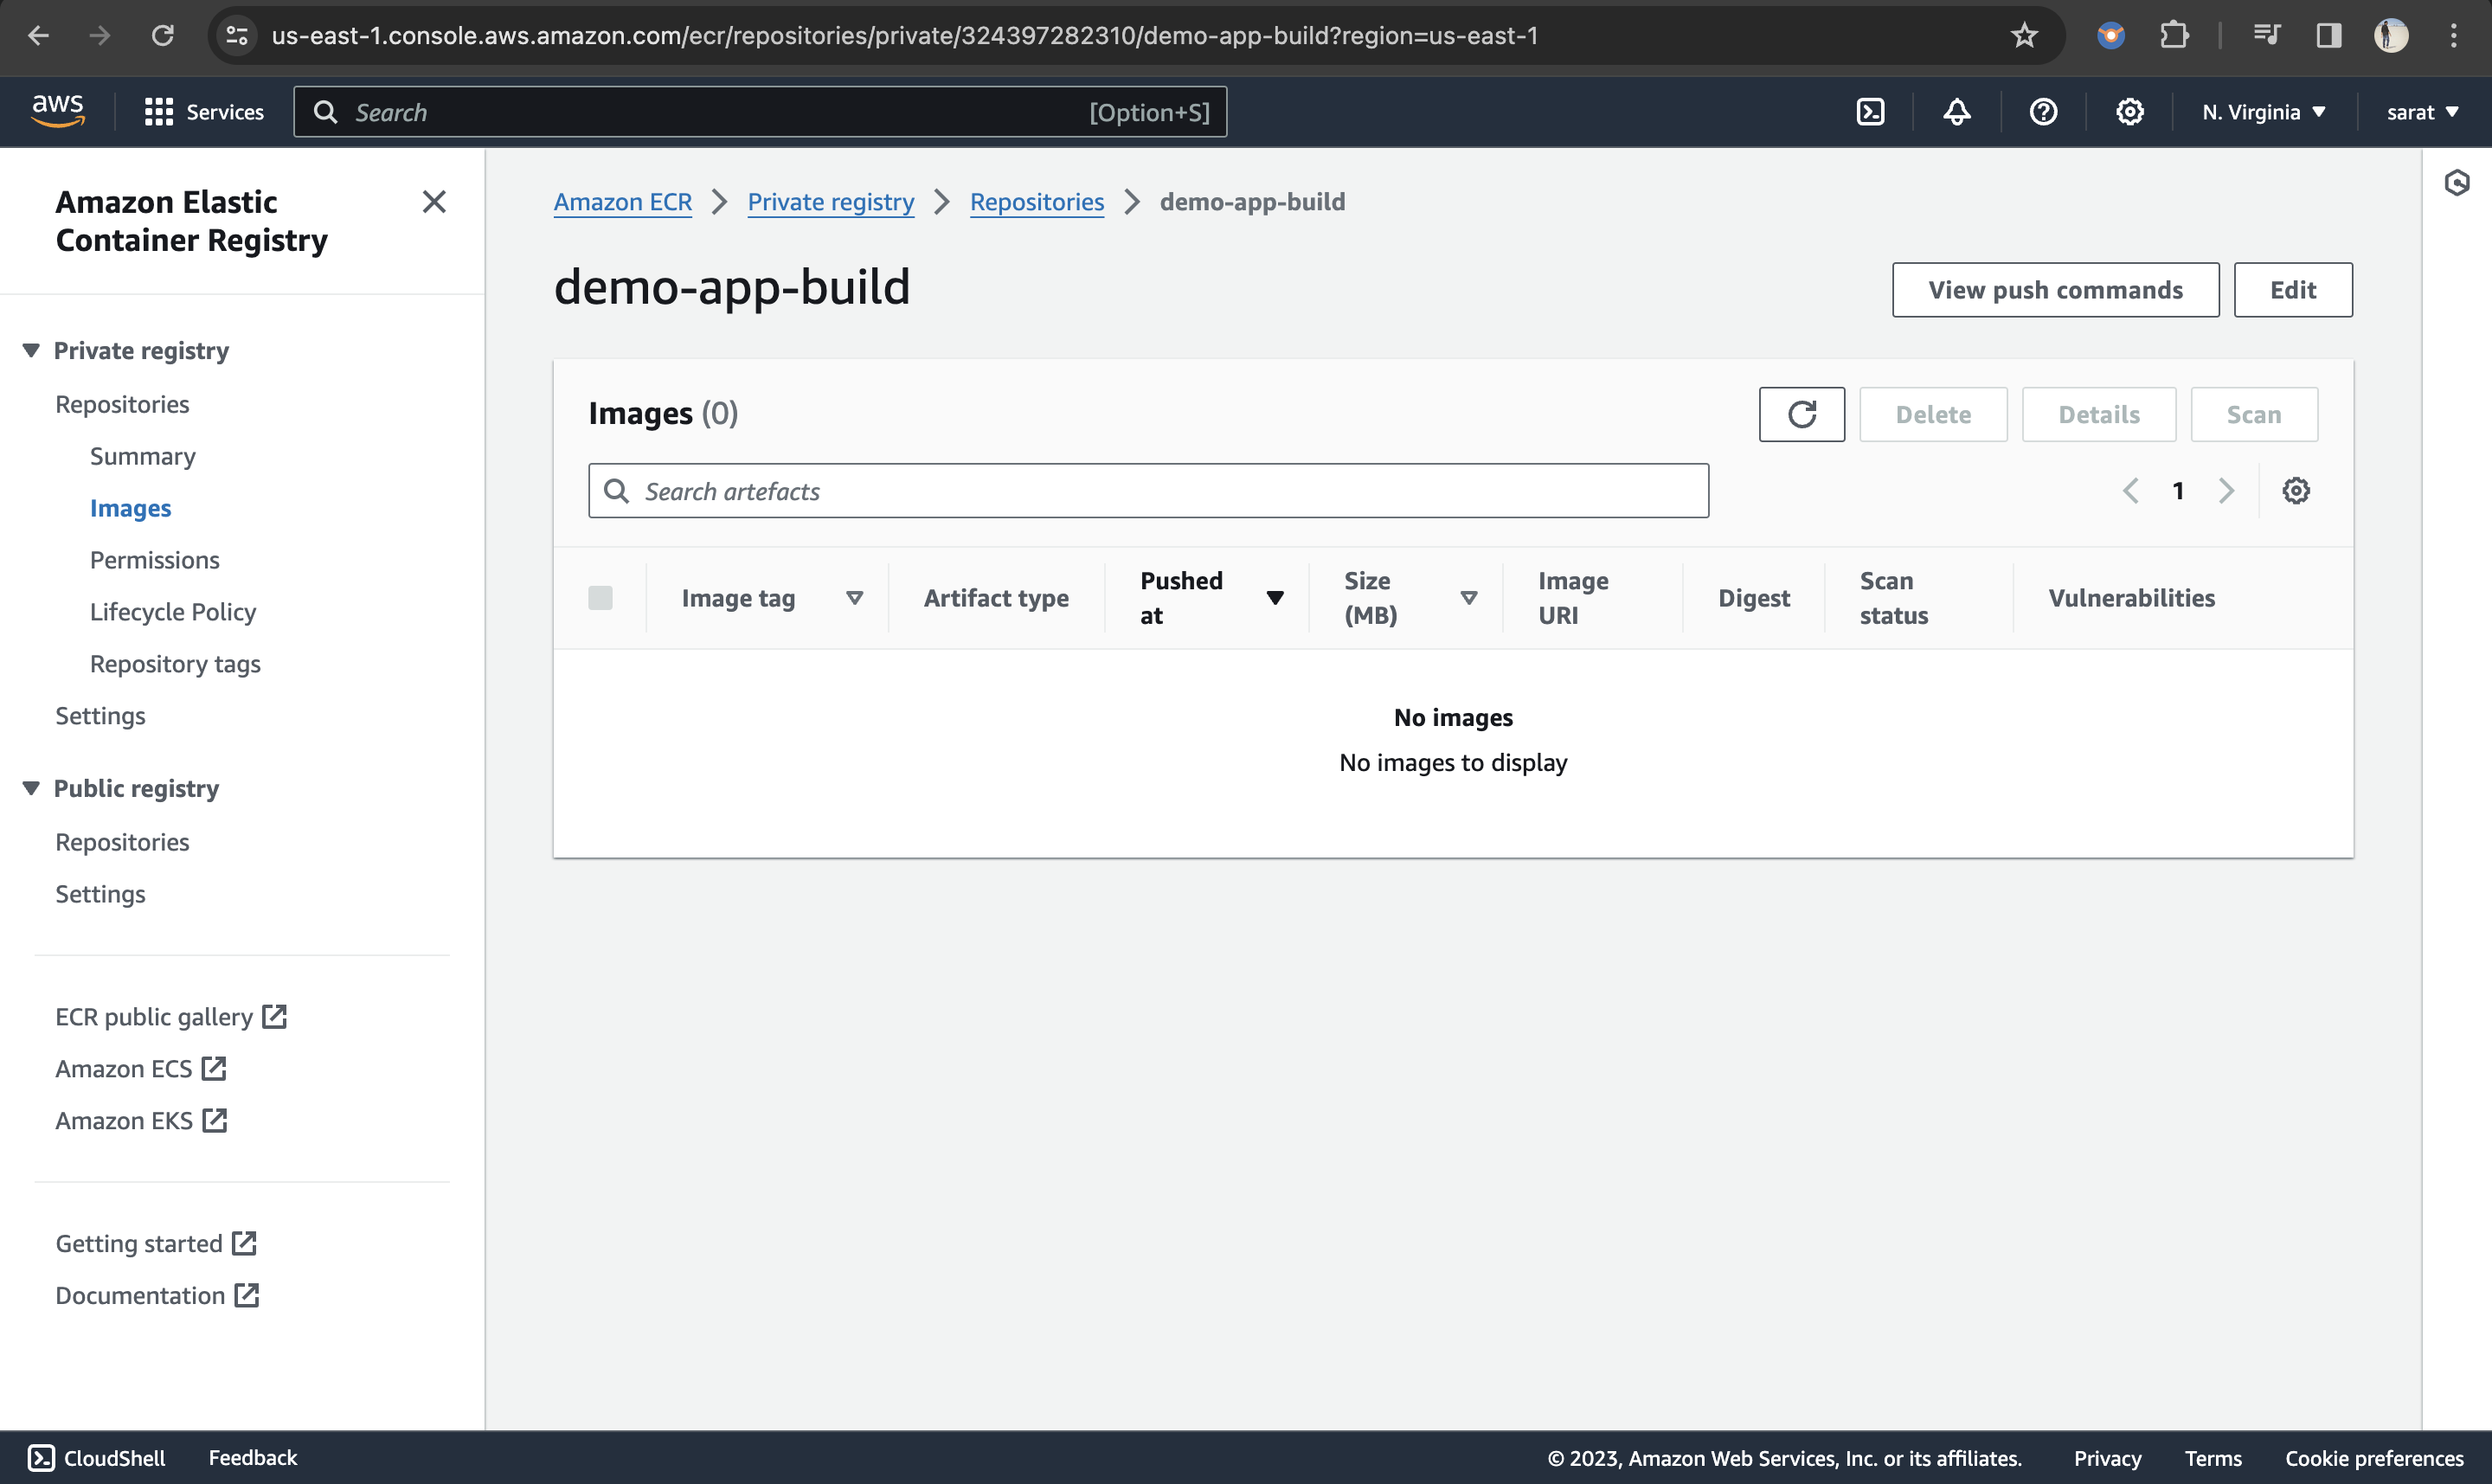 us-east-1.console.aws.amazon.com/ecr/repositories/private/324397282310/demo-app-build?region=us-east-1
aws
Services
Search
[Option+S]
N. Virginia
sarat
Amazon Elastic
Container Registry
Private registry
Repositories
Summary
Images
Permissions
Lifecycle Policy
Repository tags
Settings
Public registry
Repositories
Settings
ECR public gallery
Amazon ECS
Amazon EKS
Getting started
Documentation
Amazon ECR
Private registry
Repositories
demo-app-build
demo-app-build
View push commands
Edit
Images (0)
Delete
Details
Scan
Search artefacts
1
Image tag
Artifact type
Pushed
at
Size
(MB)
Image
URI
Digest
Scan
status
Vulnerabilities
No images
No images to display
CloudShell
Feedback
© 2023, Amazon Web Services, Inc. or its affiliates.
Privacy
Terms
Cookie preferences